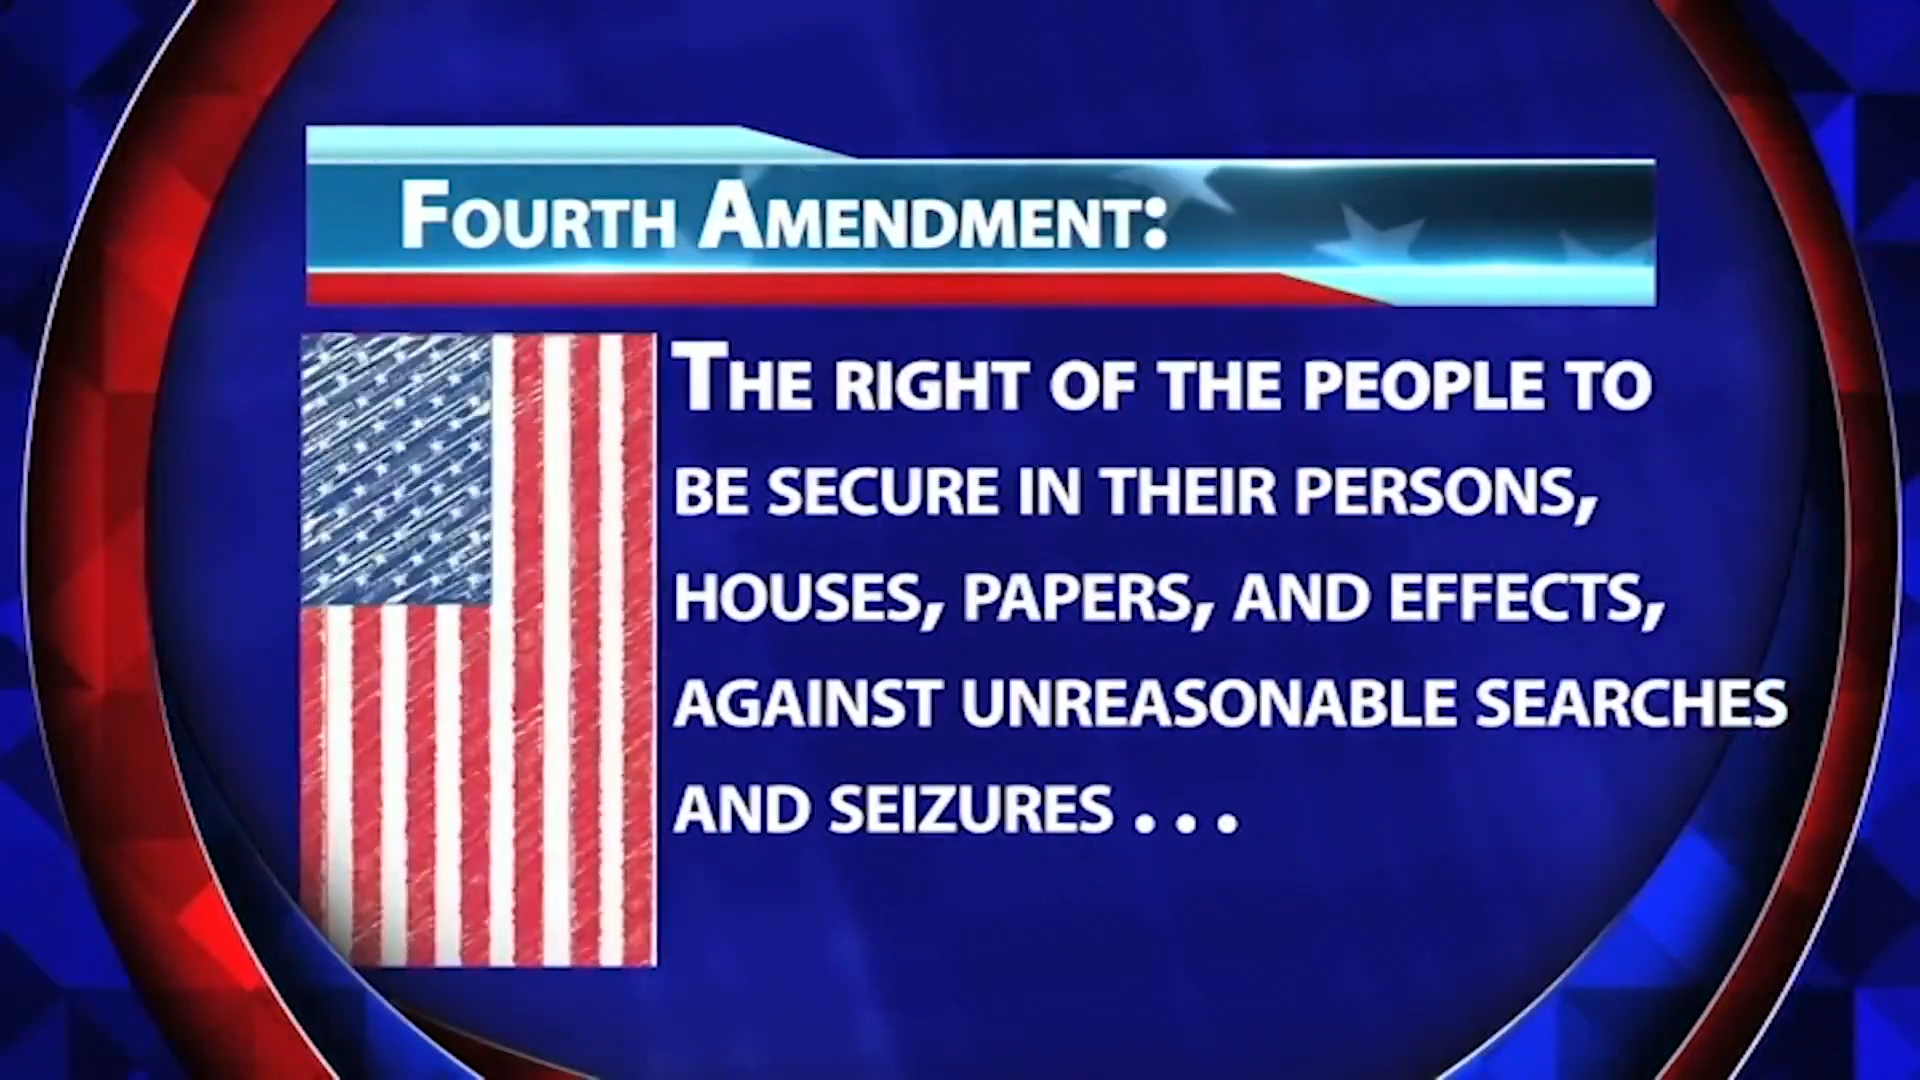 Fourth Amendment:
The right of the people to
be secure in their persons,
houses, papers, and effects,
against unreasonable searches
and seizures . . .